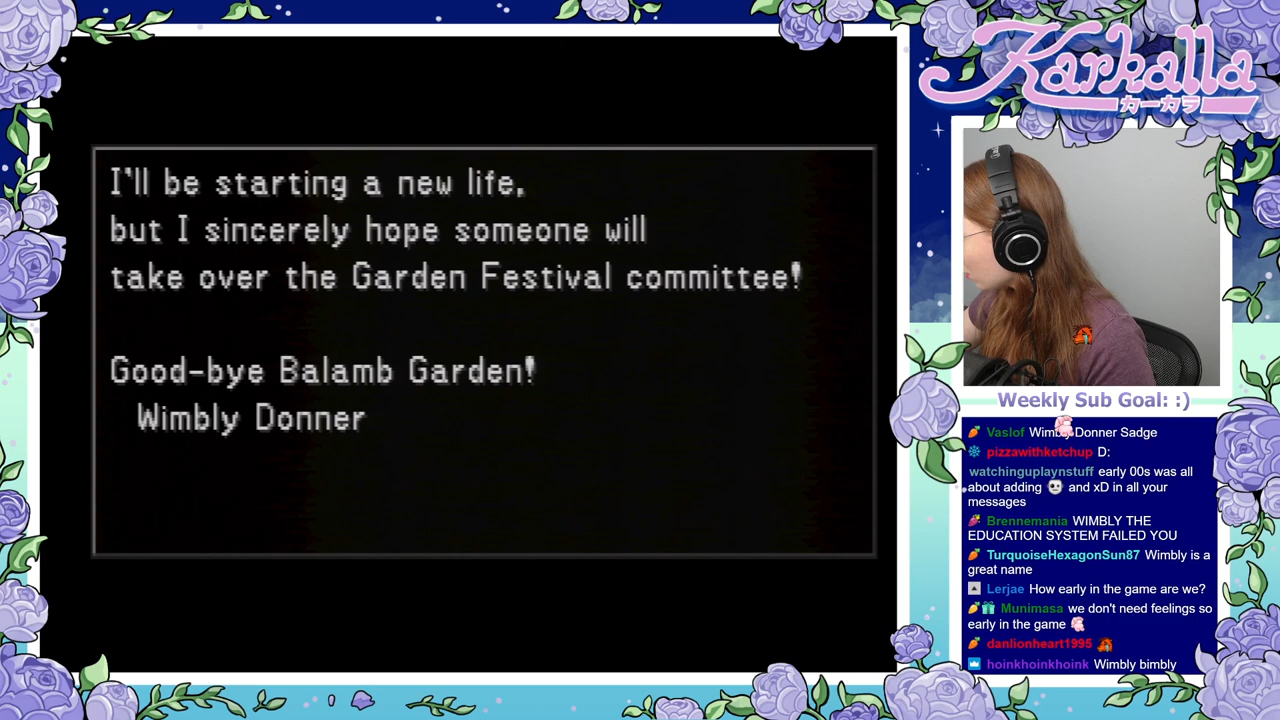 I'll be starting a new life,
but I sincerely hope someone will
take over the Garden Festival committee!
Good-bye Balamb Garden!
Wimbly Donner
Karkalla
カーカラ
Weekly Sub Goal: :)
Vaslof Wimbly Donner Sadge
pizzawithketchup D:
watchinguplaynstuff early 00s was all
about adding and xD in all your
messages
Brennemania WIMBLY THE
EDUCATION SYSTEM FAILED YOU
TurquoiseHexagonSun87 Wimbly is a
great name
Lerjae How early in the game are we?
Munimasa we don't need feelings so
early in the game
danlionheart1995
hoinkhoinkhoink Wimbly bimbly